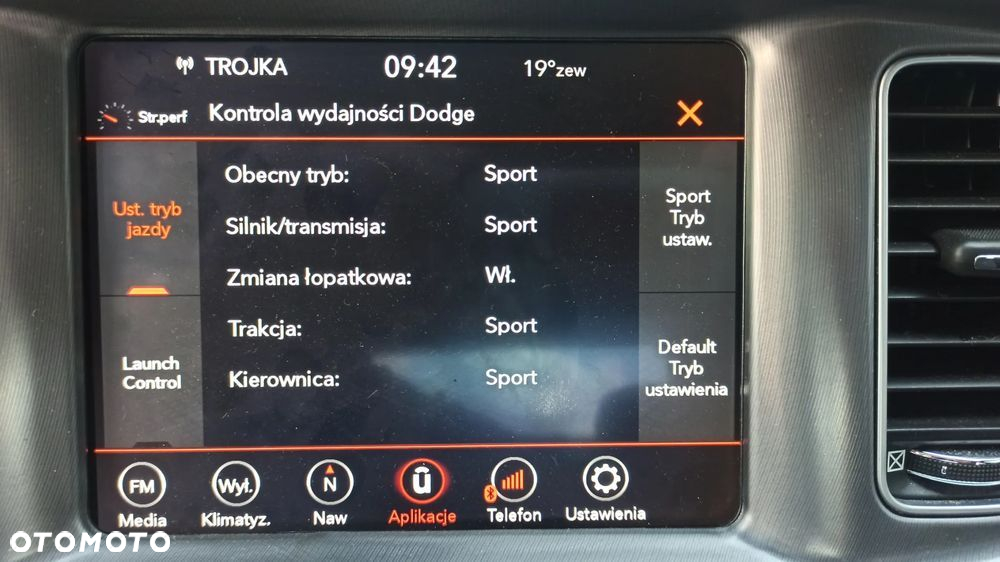 TROJKA 09:42 19°zew
Str.perf Kontrola wydajności Dodge
Ust. tryb
jazdy
Launch
Control
Obecny tryb: Sport
Silnik/transmisja: Sport
Zmiana łopatkowa: Wł.
Trakcja: Sport
Kierownica: Sport
Sport
Tryb
ustaw.
Default
Tryb
ustawienia
FM
Media
Wył.
Klimatyz.
N
Naw
ū
Aplikacje
Telefon
Ustawienia
OTOMOTO